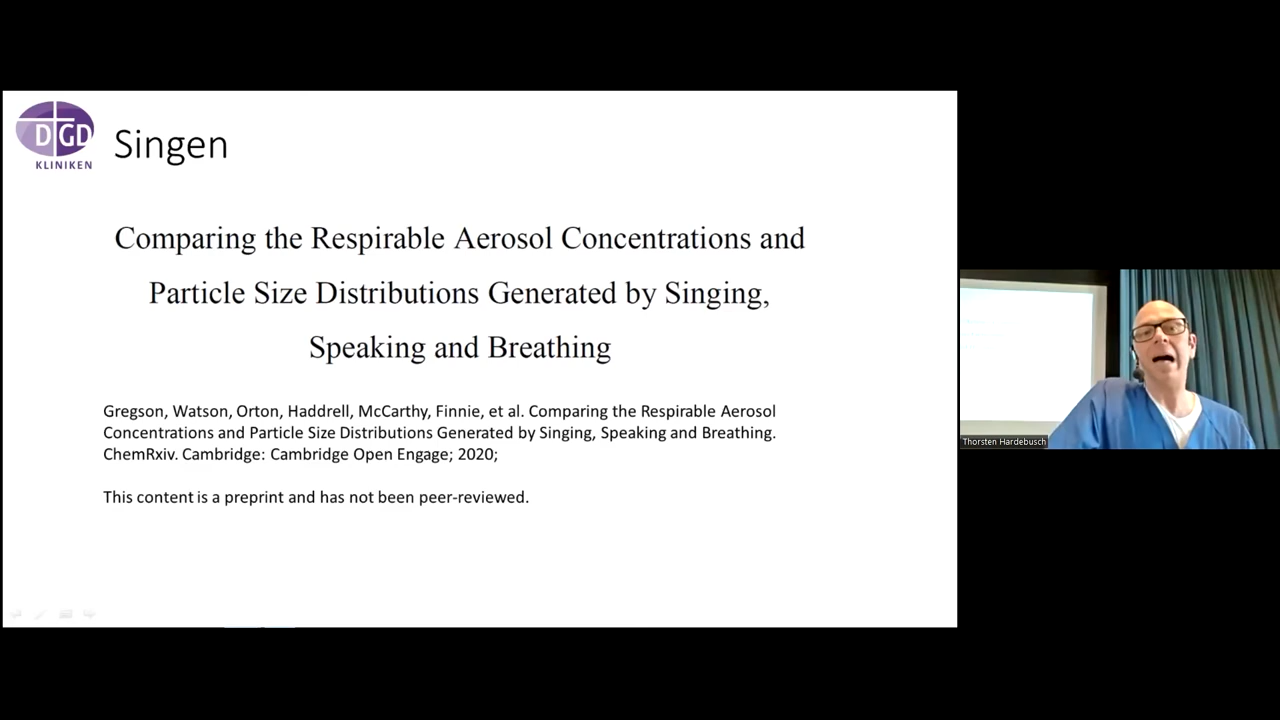 DGD
KLINIKEN
Singen
Comparing the Respirable Aerosol Concentrations and
Particle Size Distributions Generated by Singing,
Speaking and Breathing
Gregson, Watson, Orton, Haddrell, McCarthy, Finnie, et al. Comparing the Respirable Aerosol
Concentrations and Particle Size Distributions Generated by Singing, Speaking and Breathing.
ChemRxiv. Cambridge: Cambridge Open Engage; 2020;
This content is a preprint and has not been peer-reviewed.
Thorsten Hardebusch